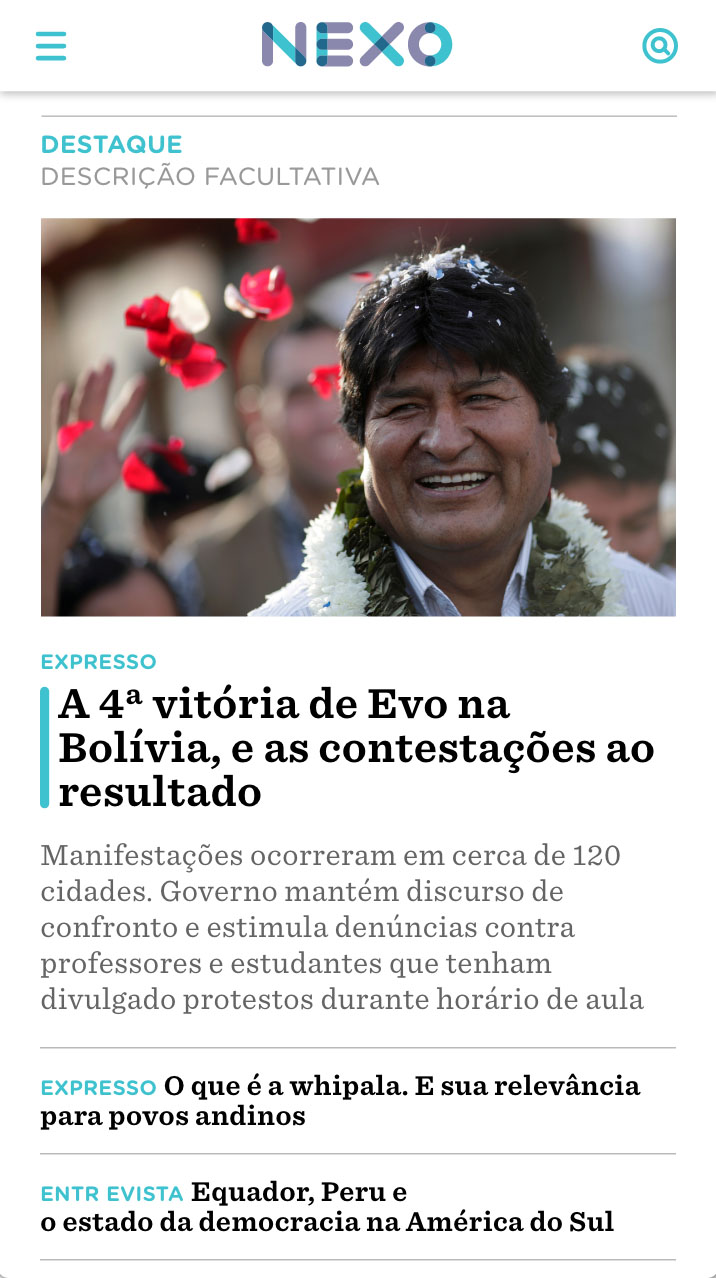 NEXO
DESTAQUE
DESCRIÇÃO FACULTATIVA
EXPRESSO
A 4ª vitória de Evo na
Bolívia, e as contestações ao
resultado
Manifestações ocorreram em cerca de 120
cidades. Governo mantém discurso de
confronto e estimula denúncias contra
professores e estudantes que tenham
divulgado protestos durante horário de aula
EXPRESSO O que é a whipala. E sua relevância
para povos andinos
ENTR EVISTA Equador, Peru e
o estado da democracia na América do Sul